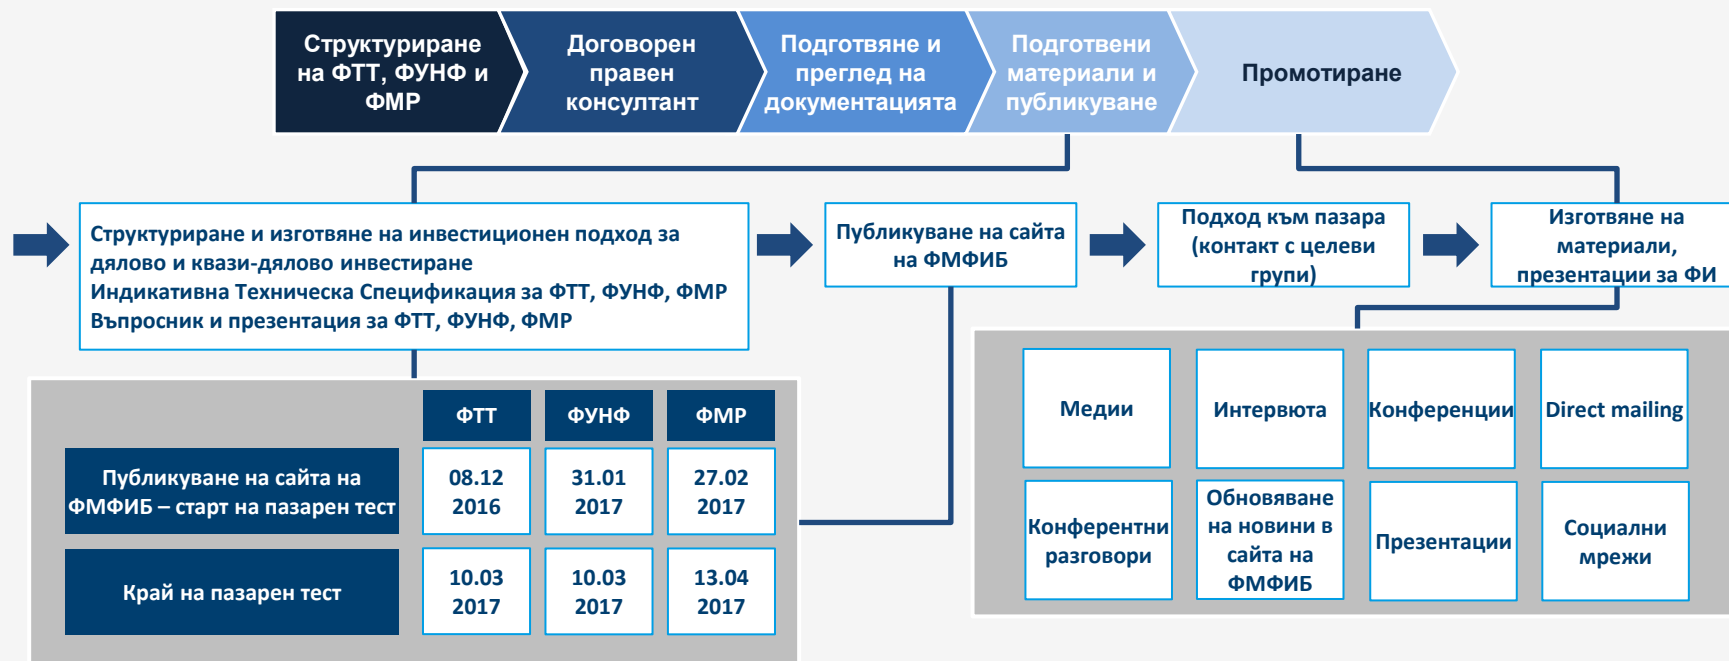 Структуриране
на ФТТ, ФУНФ и
ФМР
Договорен
правен
консултант
Подготвяне и
преглед на
документацията
Подготвени
материали и
публикуване
Промотиране
Структуриране и изготвяне на инвестиционен подход за
дялово и квази-дялово инвестиране
Индикативна Техническа Спецификация за ФТТ, ФУНФ, ФМР
Въпросник и презентация за ФТТ, ФУНФ, ФМР
Публикуване на сайта
на ФМФИБ
Подход към пазара
(контакт с целеви
групи)
Изготвяне на
материали,
презентации за ФИ
ФТТ
ФУНФ
ФМР
Публикуване на сайта на
ФМФИБ – старт на пазарен тест
08.12
2016
31.01
2017
27.02
2017
Край на пазарен тест
10.03
2017
10.03
2017
13.04
2017
Медии
Интервюта
Конференции
Direct mailing
Конферентни
разговори
Обновяване
на новини в
сайта на
ФМФИБ
Презентации
Социални
мрежи